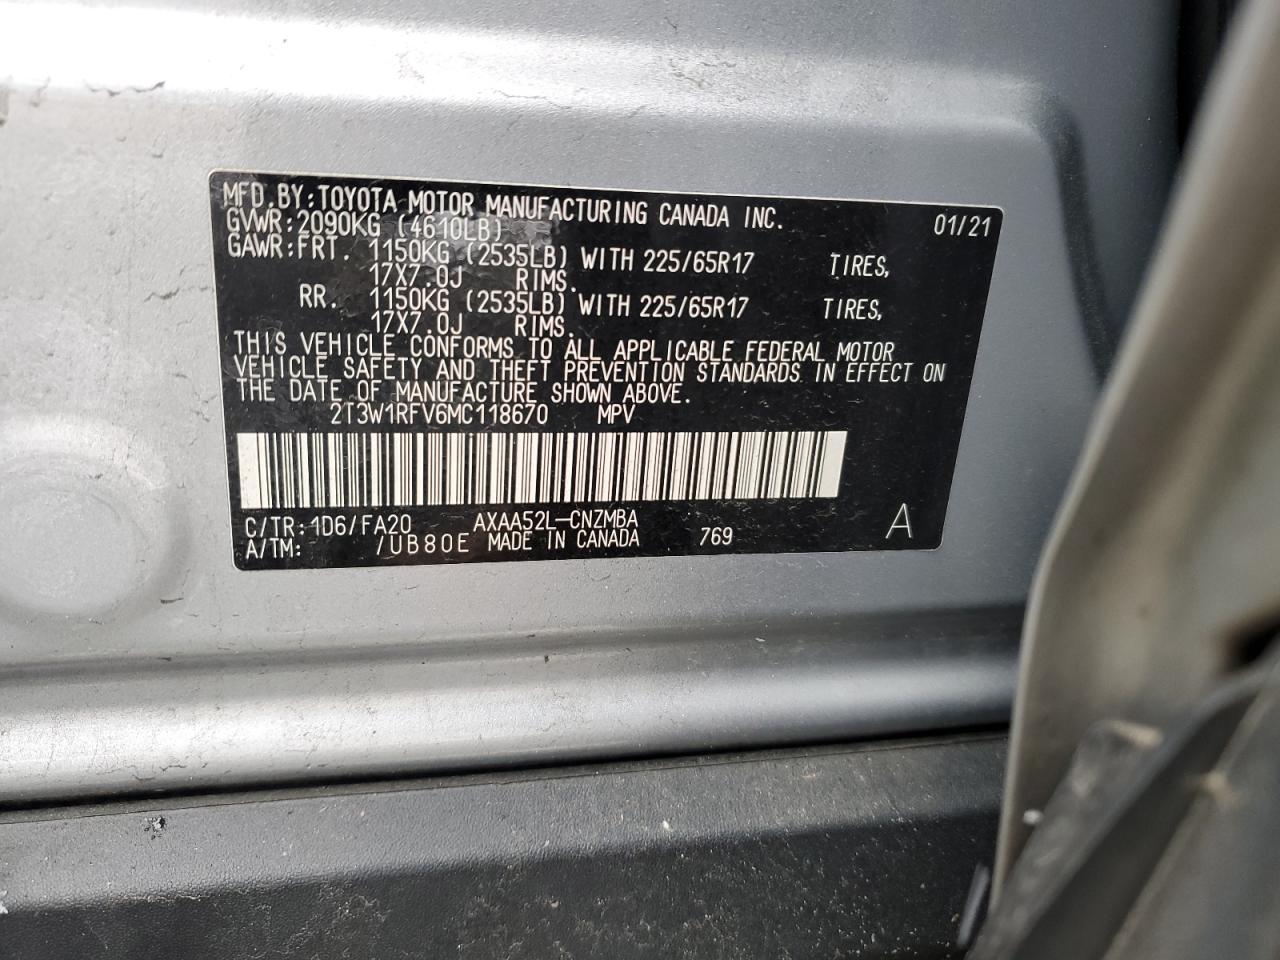 MFD.BY:TOYOTA MOTOR MANUFACTURING CANADA INC. 01/21
GVWR:2090KG (4610LB)
GAWR:FRT. 1150KG (2535LB) WITH 225/65R17 TIRES,
17X7.0J RIMS.
RR. 1150KG (2535LB) WITH 225/65R17 TIRES,
17X7.0J RIMS.
THIS VEHICLE CONFORMS TO ALL APPLICABLE FEDERAL MOTOR
VEHICLE SAFETY AND THEFT PREVENTION STANDARDS IN EFFECT ON
THE DATE OF MANUFACTURE SHOWN ABOVE.
2T3W1RFV6MC118670 MPV
C/TR:1D6/FA20 AXAA52L-CNZMBA
A/TM: /UB80E MADE IN CANADA 769 A